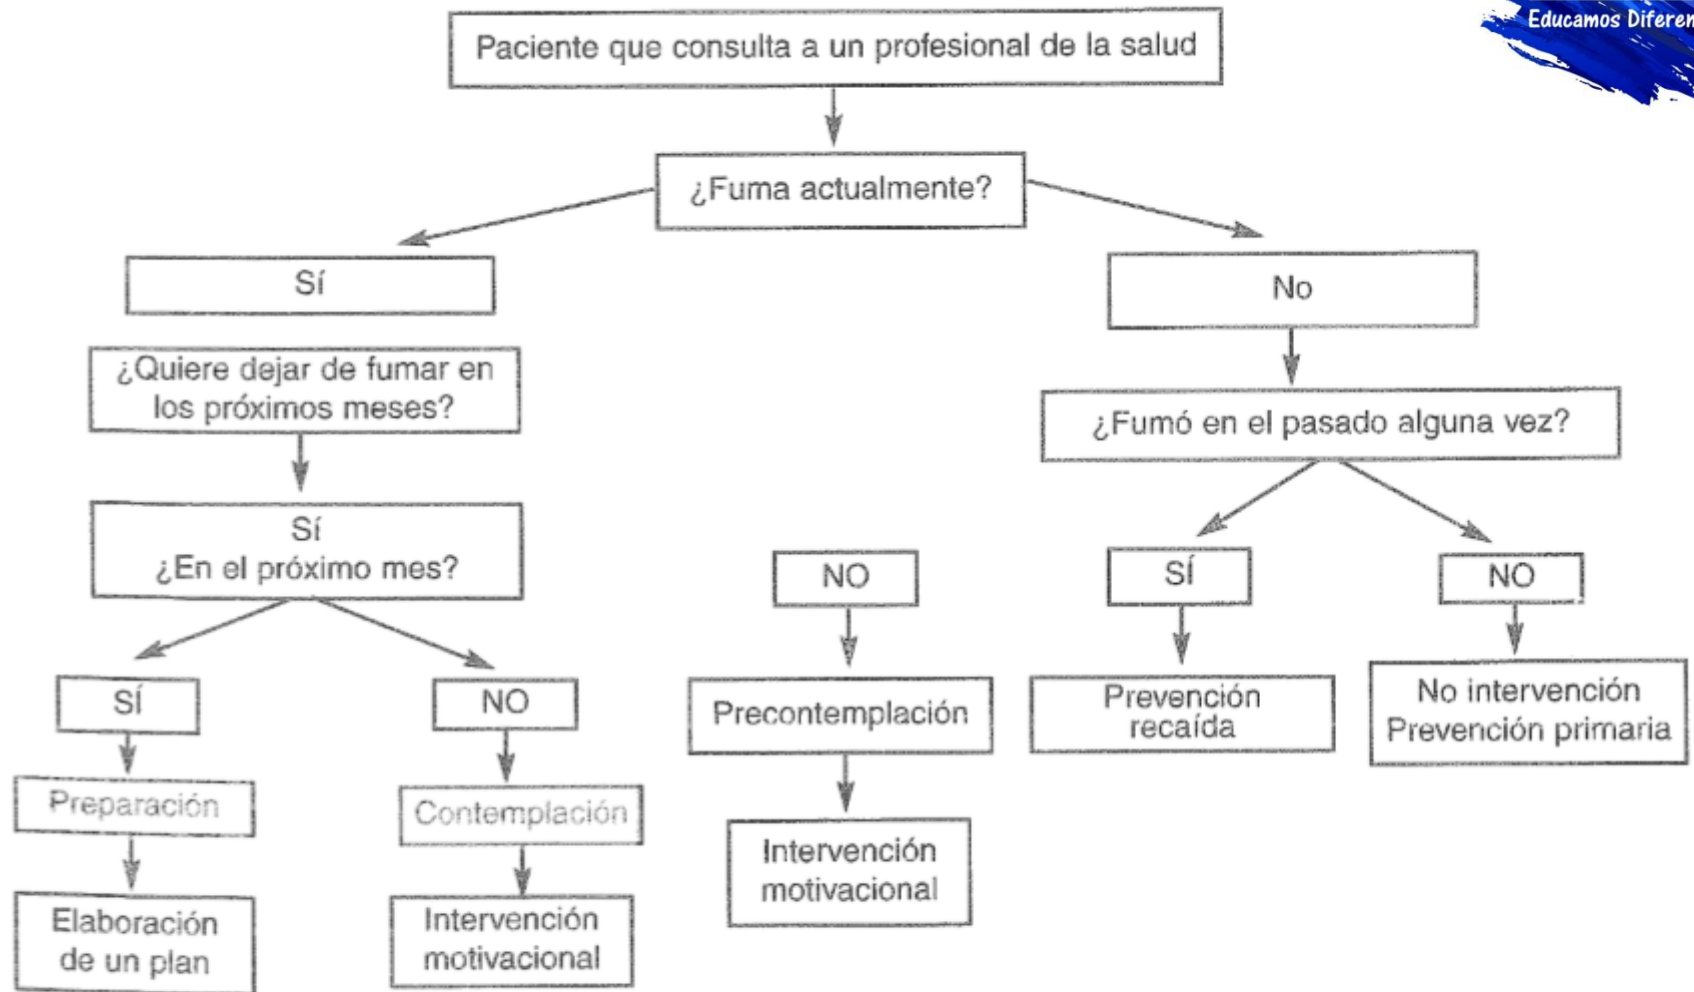 Educamos Diferen
Paciente que consulta a un profesional de la salud
¿Fuma actualmente?
Sí
No
¿Quiere dejar de fumar en
los próximos meses?
¿Fumó en el pasado alguna vez?
Sí
¿En el próximo mes?
NO
SÍ
NO
SÍ
NO
Precontemplación
Prevención
recaída
No intervención
Prevención primaria
Preparación
Contemplación
Intervención
motivacional
Elaboración
de un plan
Intervención
motivacional